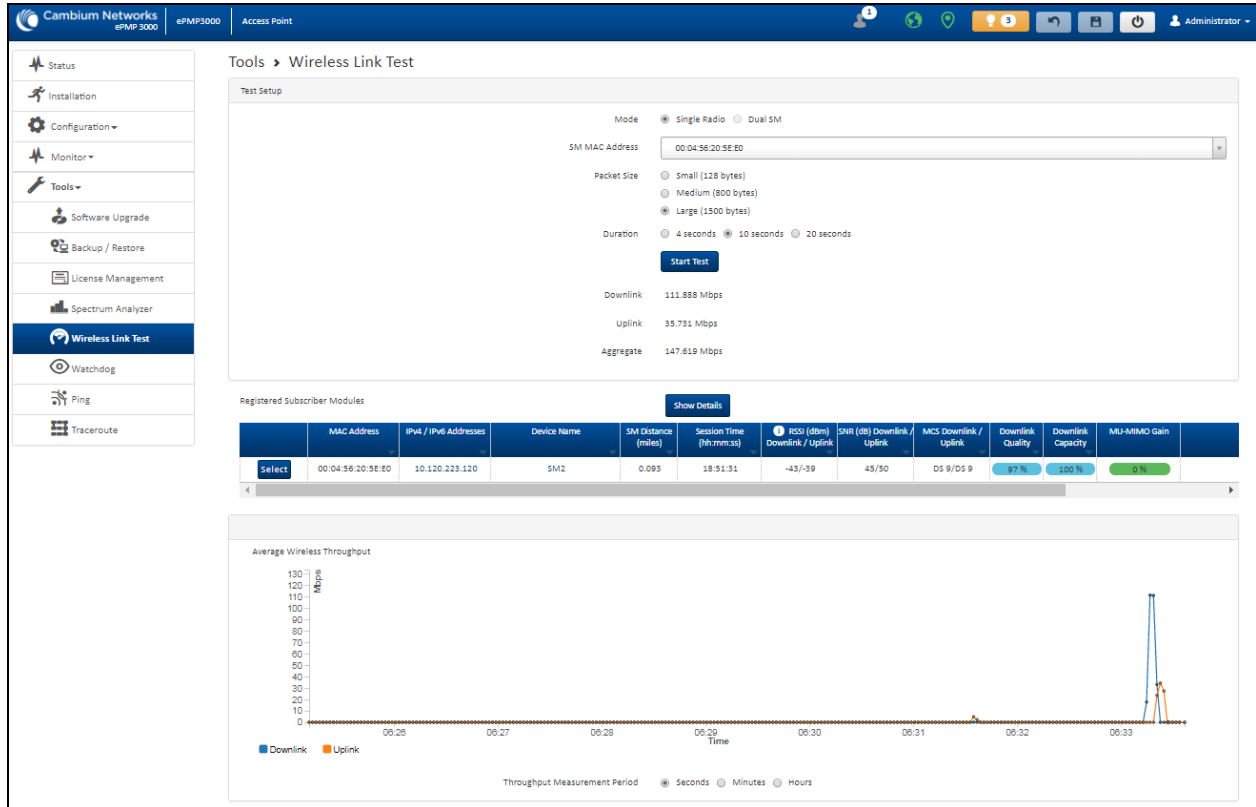 Cambium Networks
ePMP 3000
ePMP3000
Access Point
1
3
Administrator
Status
Installation
Configuration
Monitor
Tools
Software Upgrade
Backup / Restore
License Management
Spectrum Analyzer
Wireless Link Test
Watchdog
Ping
Traceroute
Tools > Wireless Link Test
Test Setup
Mode Single Radio Dual SM
SM MAC Address 00:04:56:20:5E:E0
Packet Size Small (128 bytes)
Medium (800 bytes)
Large (1500 bytes)
Duration 4 seconds 10 seconds 20 seconds
Start Test
Downlink 111.888 Mbps
Uplink 35.731 Mbps
Aggregate 147.619 Mbps
Registered Subscriber Modules
Show Details
MAC Address
IPv4 / IPv6 Addresses
Device Name
SM Distance
(miles)
Session Time
(hh:mm:ss)
RSSI (dBm)
Downlink / Uplink
SNR (dB) Downlink /
Uplink
MCS Downlink /
Uplink
Downlink
Quality
Downlink
Capacity
MU-MIMO Gain
Select 00:04:56:20:5E:E0 10.120.223.120 SM2 0.093 18:51:31 -43/-39 45/50 DS 9/DS 9 97 % 100 % 0 %
Average Wireless Throughput
Mbps
130
120
110
100
90
80
70
60
50
40
30
20
10
0
06:26 06:27 06:28 06:29 06:30 06:31 06:32 06:33
Time
Downlink Uplink
Throughput Measurement Period Seconds Minutes Hours